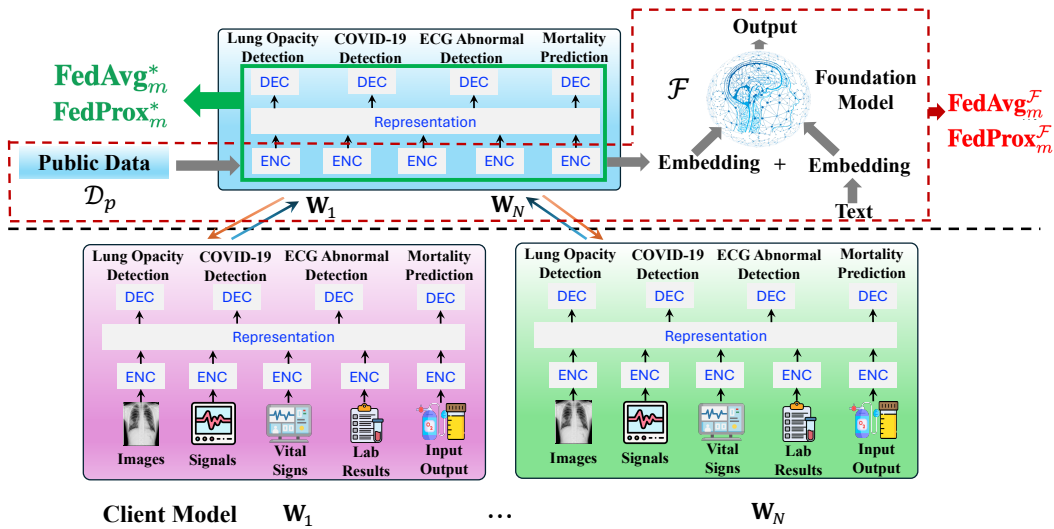 Output
Lung Opacity Detection
COVID-19 Detection
ECG Abnormal Detection
Mortality Prediction
FedAvg*m
FedProx*m
DEC DEC DEC DEC
Representation
ENC ENC ENC ENC ENC
Public Data
𝒟p
ℱ
Foundation Model
Embedding + Embedding
Text
FedAvgℱm
FedProxℱm
W1
WN
Lung Opacity Detection
COVID-19 Detection
ECG Abnormal Detection
Mortality Prediction
DEC DEC DEC DEC
Representation
ENC ENC ENC ENC ENC
O2
Images
Signals
Vital Signs
Lab Results
Input Output
Lung Opacity Detection
COVID-19 Detection
ECG Abnormal Detection
Mortality Prediction
DEC DEC DEC DEC
Representation
ENC ENC ENC ENC ENC
O2
Images
Signals
Vital Signs
Lab Results
Input Output
Client Model W1 ... WN